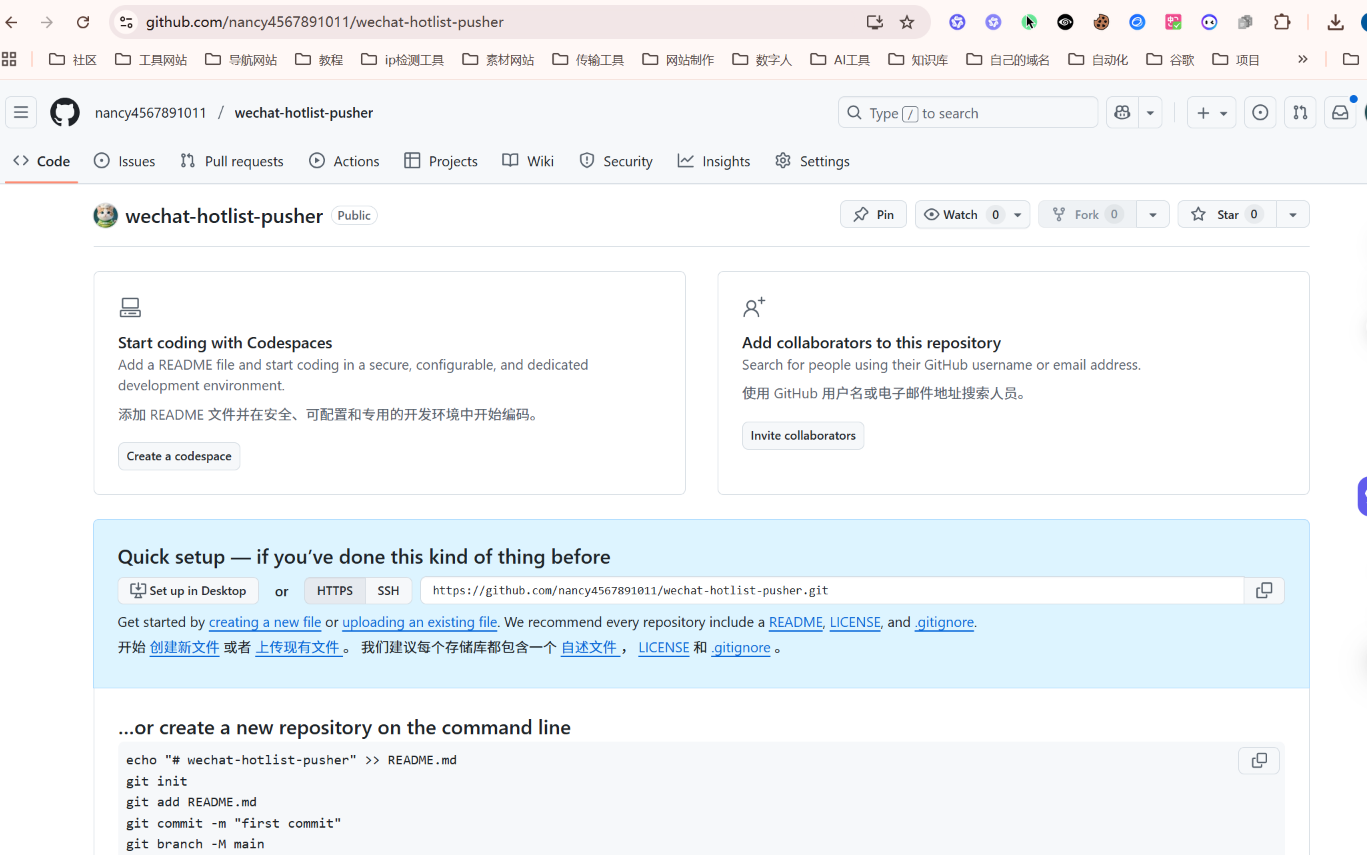 github.com/nancy4567891011/wechat-hotlist-pusher
社区 工具网站 导航网站 教程 ip检测工具 素材网站 传输工具 网站制作 数字人 AI工具 知识库 自己的域名 自动化 谷歌 项目 »
nancy4567891011 / wechat-hotlist-pusher Type / to search
Code Issues Pull requests Actions Projects Wiki Security Insights Settings
wechat-hotlist-pusher Public Pin Watch 0 Fork 0 Star 0
Start coding with Codespaces
Add a README file and start coding in a secure, configurable, and dedicated
development environment.
添加 README 文件并在安全、可配置和专用的开发环境中开始编码。
Create a codespace
Add collaborators to this repository
Search for people using their GitHub username or email address.
使用 GitHub 用户名或电子邮件地址搜索人员。
Invite collaborators
Quick setup — if you’ve done this kind of thing before
Set up in Desktop or HTTPS SSH https://github.com/nancy4567891011/wechat-hotlist-pusher.git
Get started by creating a new file or uploading an existing file. We recommend every repository include a README, LICENSE, and .gitignore.
开始 创建新文件 或者 上传现有文件 。 我们建议每个存储库都包含一个 自述文件 ， LICENSE 和 .gitignore 。
…or create a new repository on the command line
echo "# wechat-hotlist-pusher" >> README.md
git init
git add README.md
git commit -m "first commit"
git branch -M main